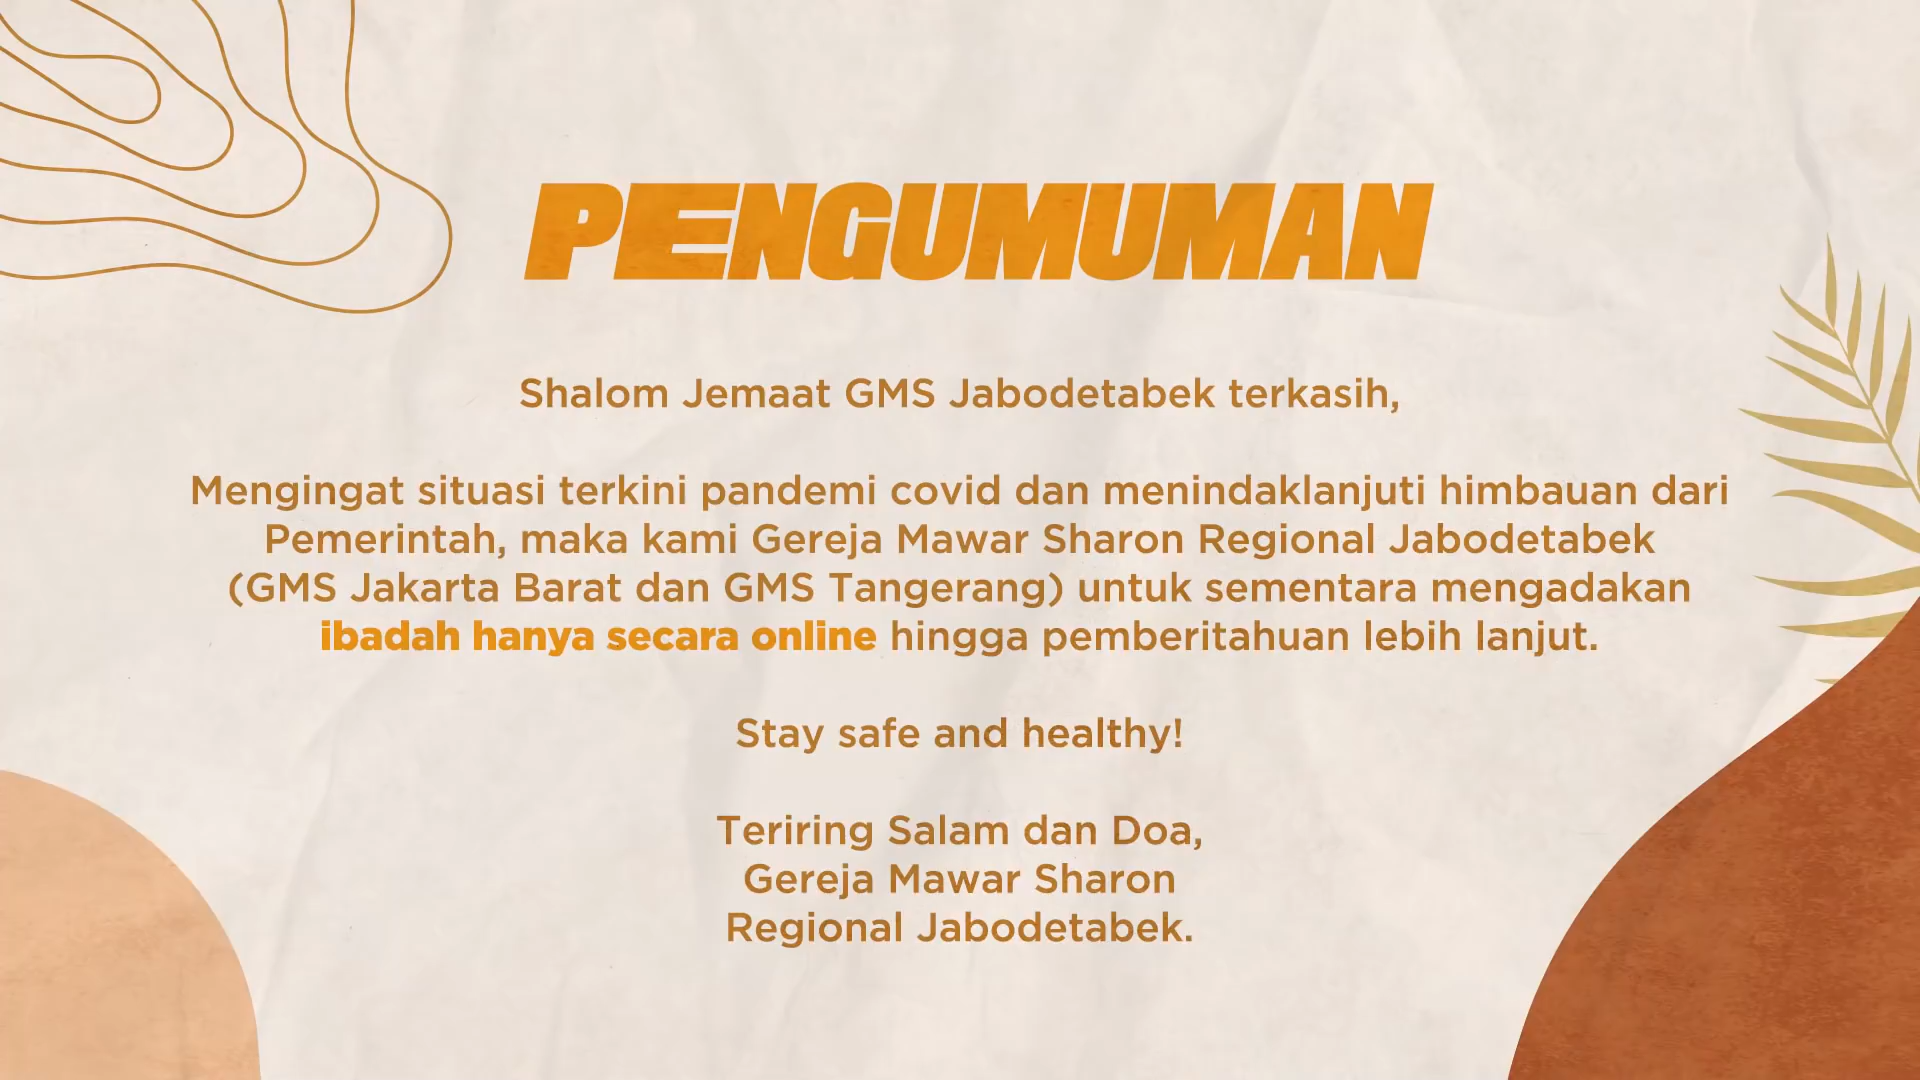 PENGUMUMAN
Shalom Jemaat GMS Jabodetabek terkasih,
Mengingat situasi terkini pandemi covid dan menindaklanjuti himbauan dari
Pemerintah, maka kami Gereja Mawar Sharon Regional Jabodetabek
(GMS Jakarta Barat dan GMS Tangerang) untuk sementara mengadakan
ibadah hanya secara online hingga pemberitahuan lebih lanjut.
Stay safe and healthy!
Teriring Salam dan Doa,
Gereja Mawar Sharon
Regional Jabodetabek.